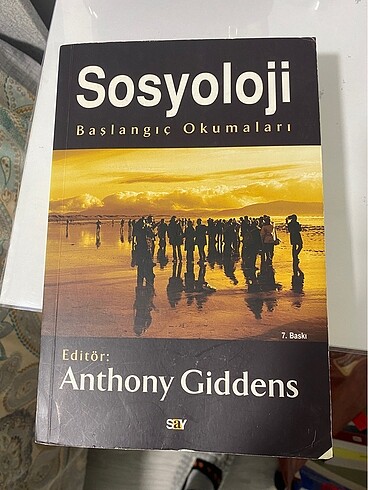 Sosyoloji
Başlangıç Okumaları
7. Baskı
Editör:
Anthony Giddens
say